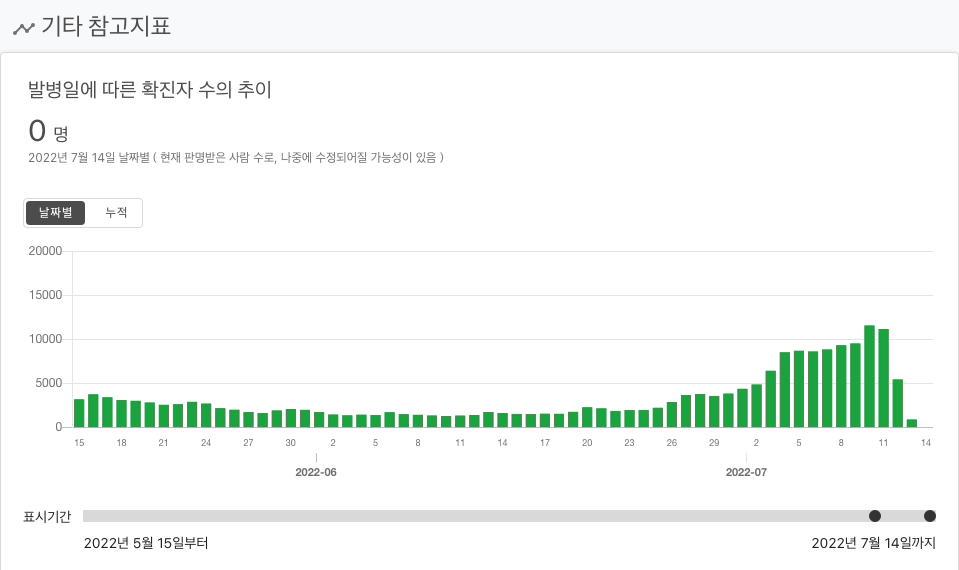 기타 참고지표
발병일에 따른 확진자 수의 추이
0 명
2022년 7월 14일 날짜별 ( 현재 판명받은 사람 수로, 나중에 수정되어질 가능성이 있음 )
날짜별 누적
20000
15000
10000
5000
0
15 18 21 24 27 30 2 5 8 11 14 17 20 23 26 29 2 5 8 11 14
2022-06 2022-07
표시기간
2022년 5월 15일부터 2022년 7월 14일까지